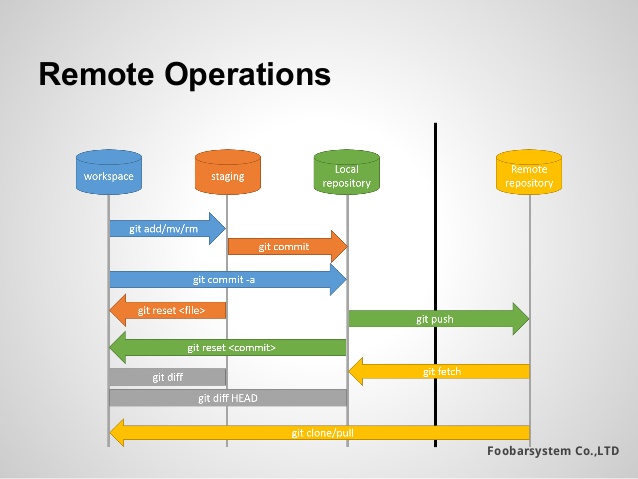 Remote Operations
workspace
staging
Local
repository
Remote
repository
git add/mv/rm
git commit
git commit -a
git reset <file>
git push
git reset <commit>
git fetch
git diff
git diff HEAD
git clone/pull
Foobarsystem Co.,LTD